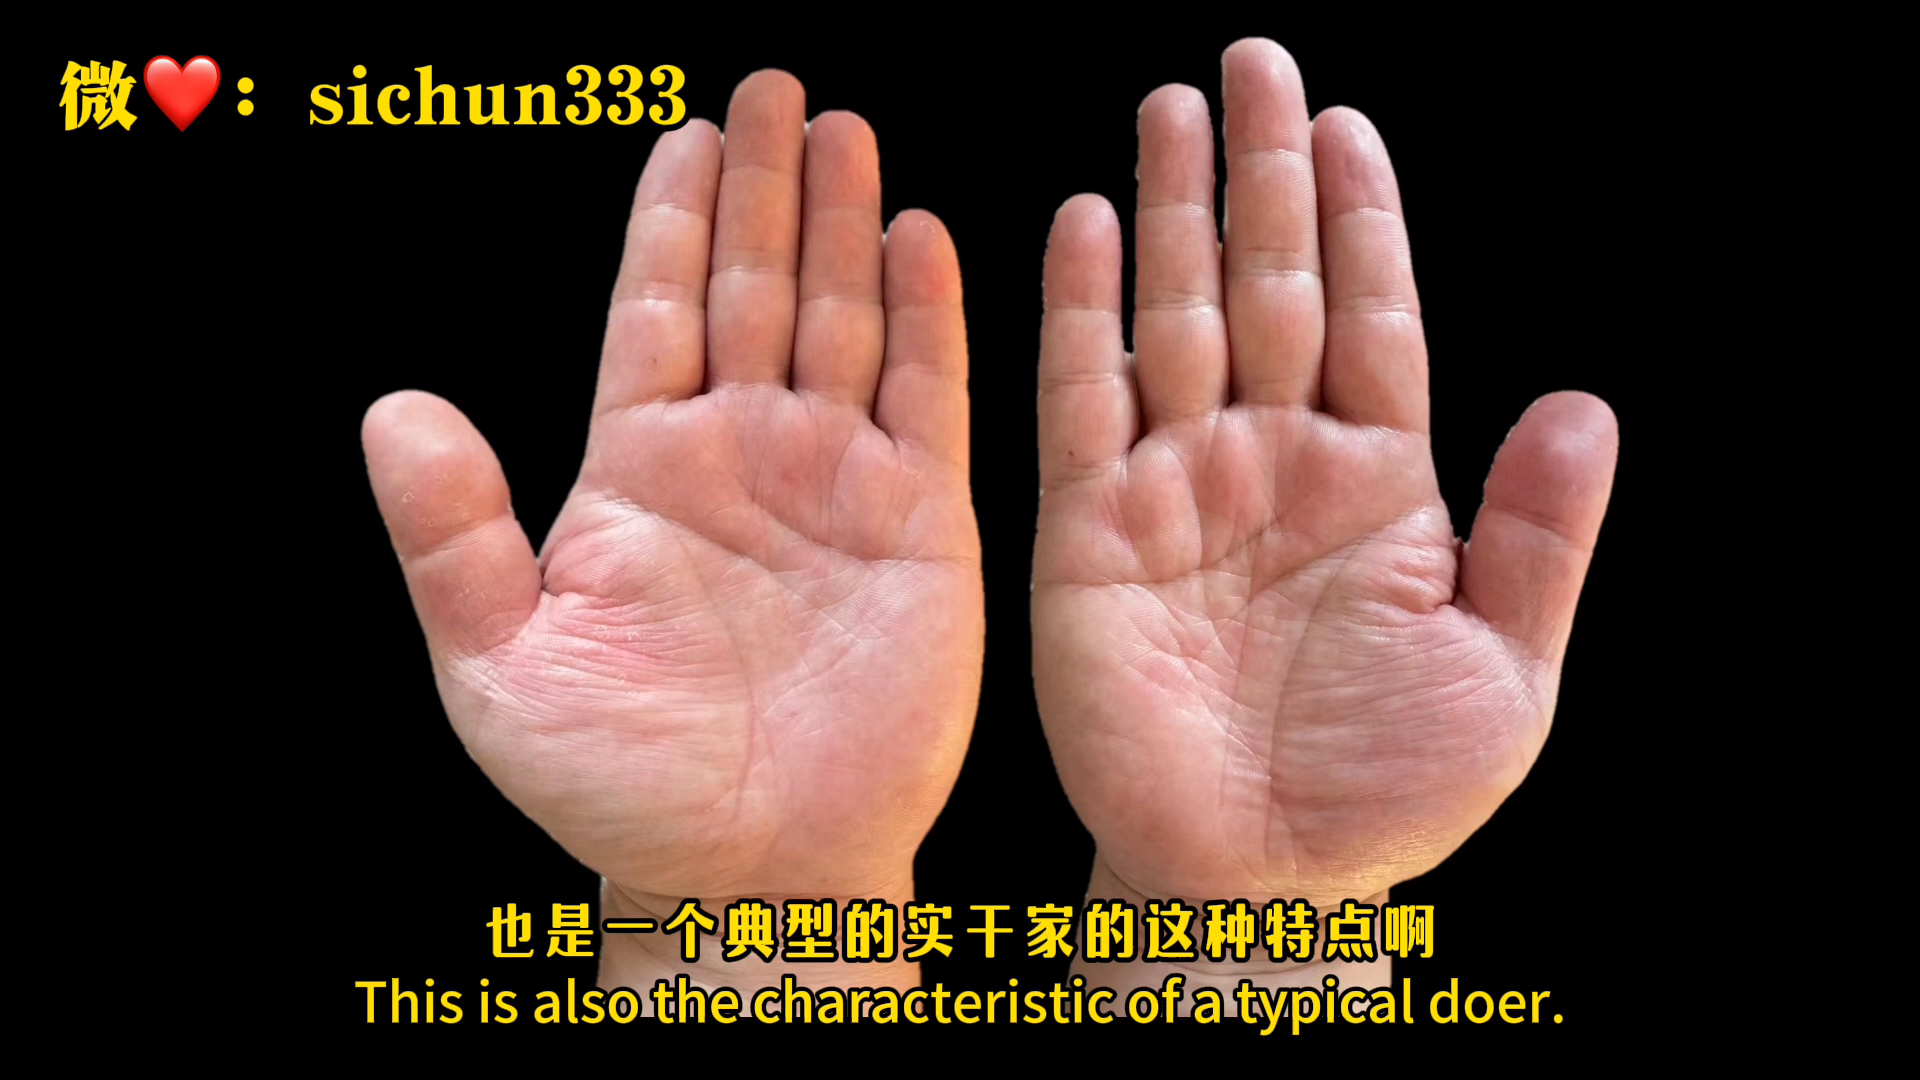 微❤️：sichun333
也是一个典型的实干家的这种特点啊
This is also the characteristic of a typical doer.